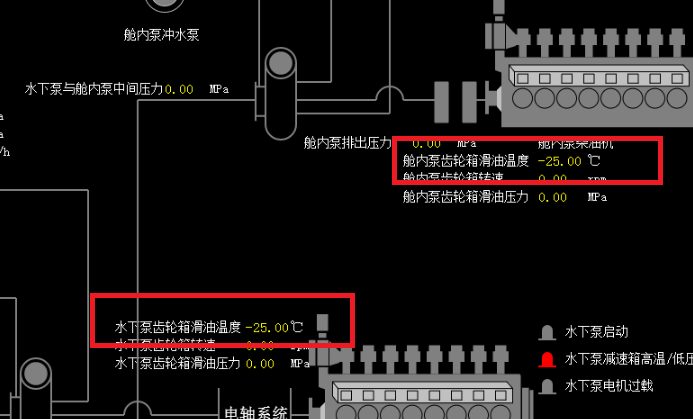 舱内泵冲水泵
水下泵与舱内泵中间压力0.00 MPa
a
a
/h
舱内泵排出压力 0.00 MPa 舱内泵柴油机
舱内泵齿轮箱滑油温度 -25.00 ℃
舱内泵齿轮箱转速 0.00 rpm
舱内泵齿轮箱滑油压力 0.00 MPa
水下泵齿轮箱滑油温度 -25.00℃
水下泵齿轮箱转速 0.00 rpm
水下泵启动
水下泵齿轮箱滑油压力 0.00 MPa
水下泵减速箱高温/低压
水下泵电机过载
电轴系统